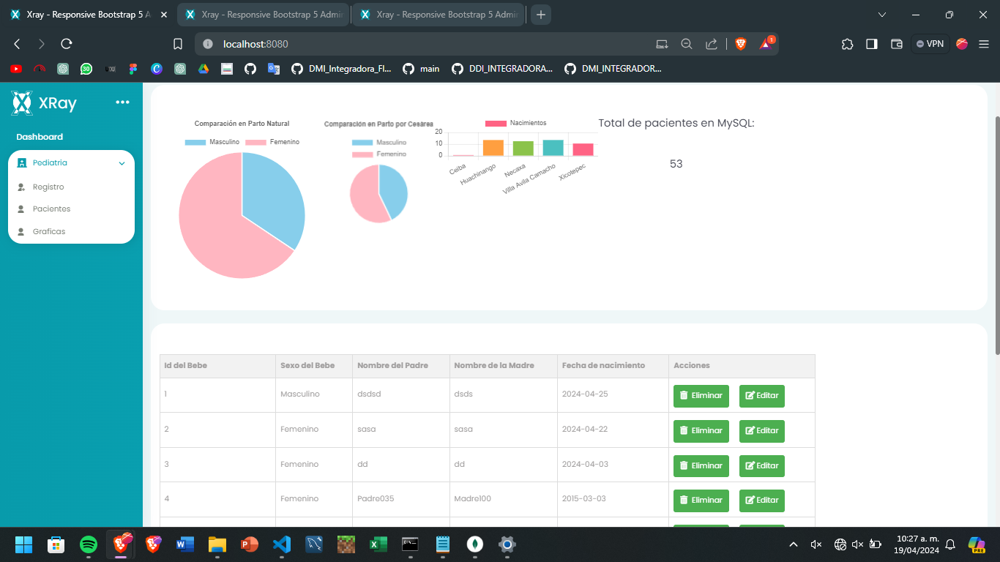 Xray - Responsive Bootstrap 5 A
Xray - Responsive Bootstrap 5 Admi
Xray - Responsive Bootstrap 5 Admi
localhost:8080
1
VPN
30
DMI_Integradora_Fl...
main
DDI_INTEGRADORA...
DMI_INTEGRADOR...
XRay
Dashboard
Pediatria
Registro
Pacientes
Graficas
Comparación en Parto Natural
Masculino
Femenino
Comparación en Parto por Cesárea
Masculino
Femenino
Nacimientos
20
10
0
Ceiba
Huachinango
Necaxa
Villa Avila Camacho
Xicotepec
Total de pacientes en MySQL:
53
Id del Bebe Sexo del Bebe Nombre del Padre Nombre de la Madre Fecha de nacimiento Acciones
1 Masculino dsdsd dsds 2024-04-25 Eliminar Editar
2 Femenino sasa sasa 2024-04-22 Eliminar Editar
3 Femenino dd dd 2024-04-03 Eliminar Editar
4 Femenino Padre035 Madre100 2015-03-03 Eliminar Editar
10:27 a. m.
19/04/2024
PRE